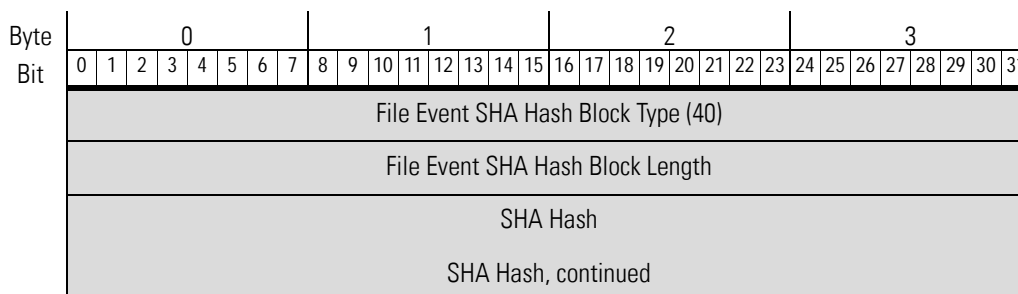 Byte 0 1 2 3
Bit 0 1 2 3 4 5 6 7 8 9 10 11 12 13 14 15 16 17 18 19 20 21 22 23 24 25 26 27 28 29 30 31
File Event SHA Hash Block Type (40)
File Event SHA Hash Block Length
SHA Hash
SHA Hash, continued